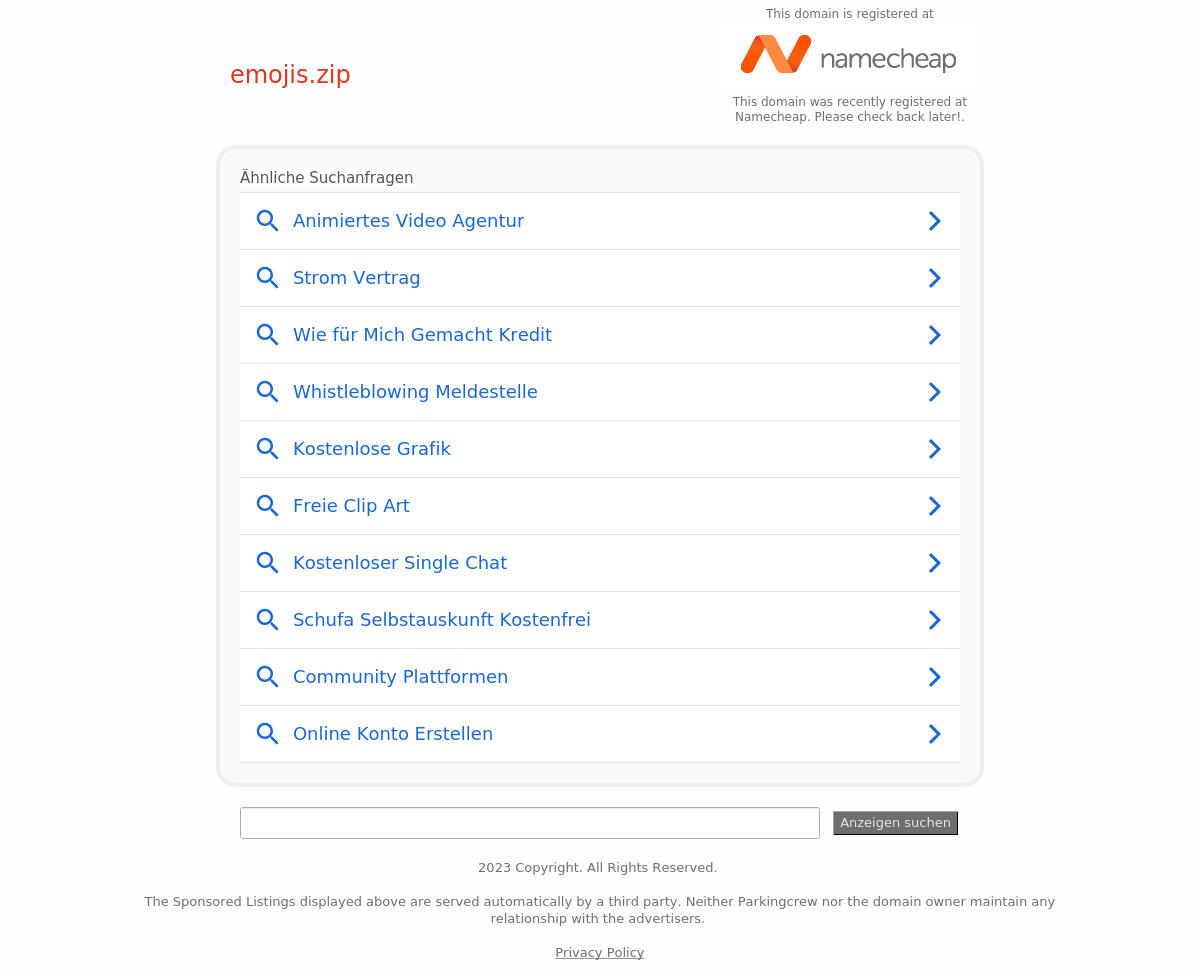 This domain is registered at
namecheap
emojis.zip
This domain was recently registered at
Namecheap. Please check back later!.
Ähnliche Suchanfragen
Animiertes Video Agentur
Strom Vertrag
Wie für Mich Gemacht Kredit
Whistleblowing Meldestelle
Kostenlose Grafik
Freie Clip Art
Kostenloser Single Chat
Schufa Selbstauskunft Kostenfrei
Community Plattformen
Online Konto Erstellen
Anzeigen suchen
2023 Copyright. All Rights Reserved.
The Sponsored Listings displayed above are served automatically by a third party. Neither Parkingcrew nor the domain owner maintain any
relationship with the advertisers.
Privacy Policy